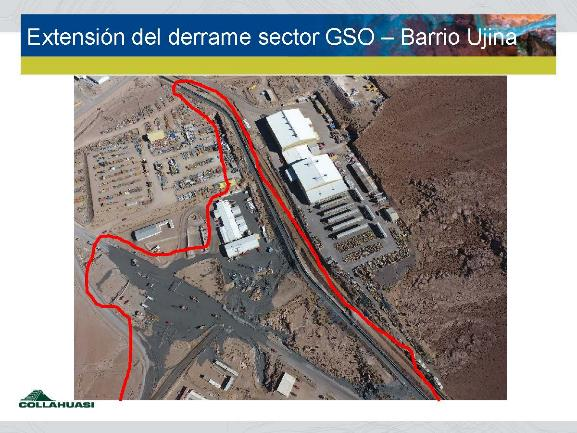 Extensión del derrame sector GSO – Barrio Ujina
COLLAHUASI